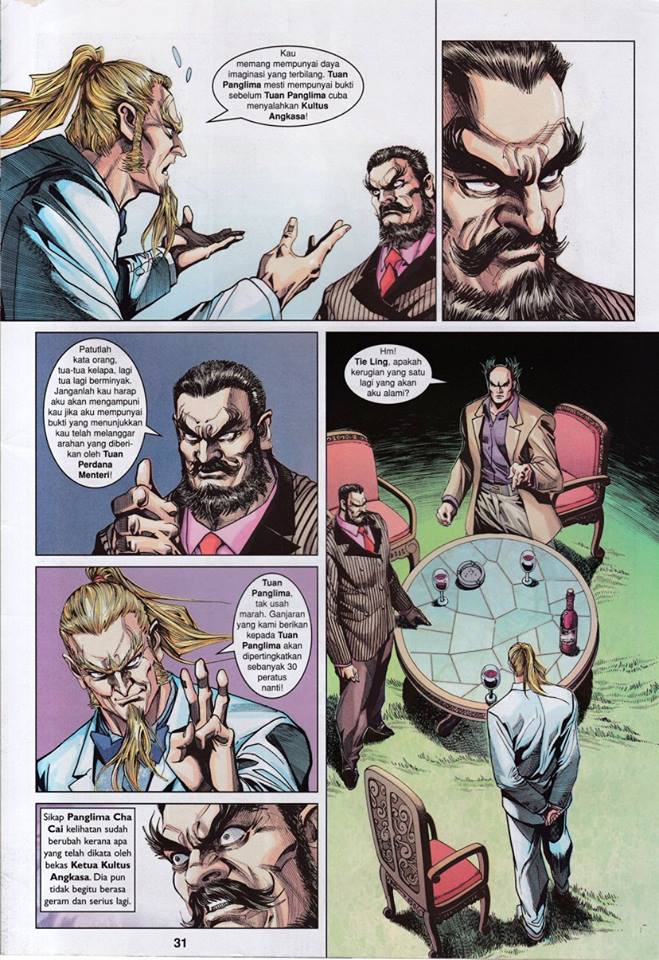 Kau
memang mempunyai daya
imaginasi yang terbilang. Tuan
Panglima mesti mempunyai bukti
sebelum Tuan Panglima cuba
menyalahkan Kultus
Angkasa!
Patutlah
kata orang,
tua-tua kelapa, lagi
tua lagi berminyak.
Janganlah kau harap
aku akan mengampuni
kau jika aku mempunyai
bukti yang menunjukkan
kau telah melanggar
arahan yang diberi-
kan oleh Tuan
Perdana
Menteri!
Tuan
Panglima,
tak usah
marah. Ganjaran
yang kami berikan
kepada Tuan
Panglima akan
dipertingkatkan
sebanyak 30
peratus
nanti!
Sikap Panglima Cha
Cai kelihatan sudah
berubah kerana apa
yang telah dikata oleh
bekas Ketua Kultus
Angkasa. Dia pun
tidak begitu berasa
geram dan serius lagi.
Hm!
Tie Ling, apakah
kerugian yang satu
lagi yang akan
aku alami?
31